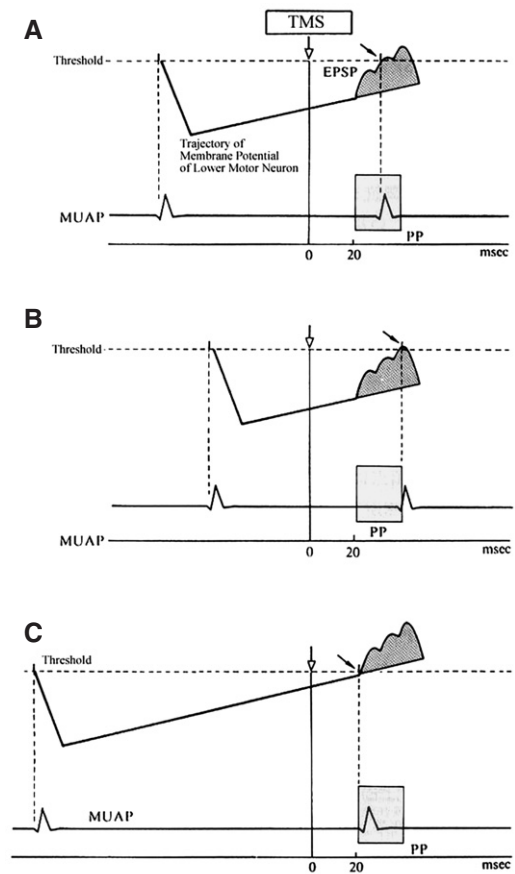 A
TMS
Threshold
EPSP
Trajectory of
Membrane Potential
of Lower Motor Neuron
MUAP
PP
0 20 msec
B
Threshold
PP
MUAP
0 20 msec
C
Threshold
MUAP
PP
0 20 msec